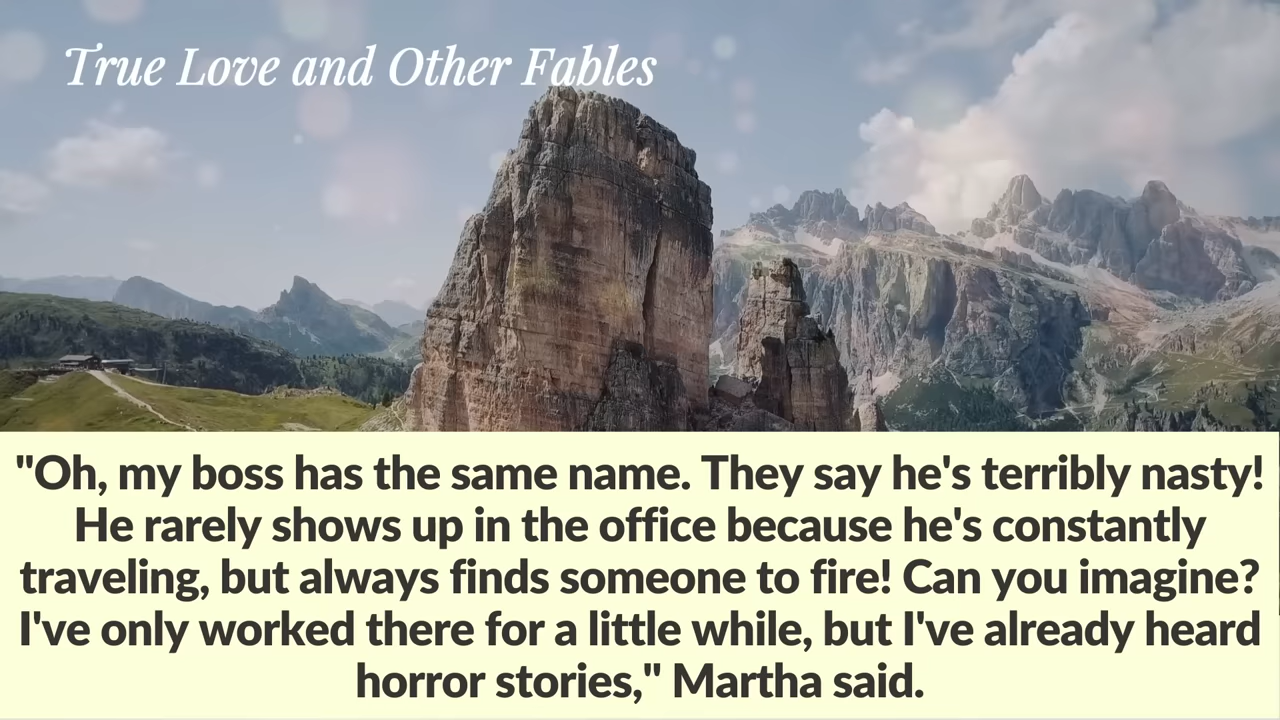 True Love and Other Fables
"Oh, my boss has the same name. They say he's terribly nasty!
He rarely shows up in the office because he's constantly
traveling, but always finds someone to fire! Can you imagine?
I've only worked there for a little while, but I've already heard
horror stories," Martha said.